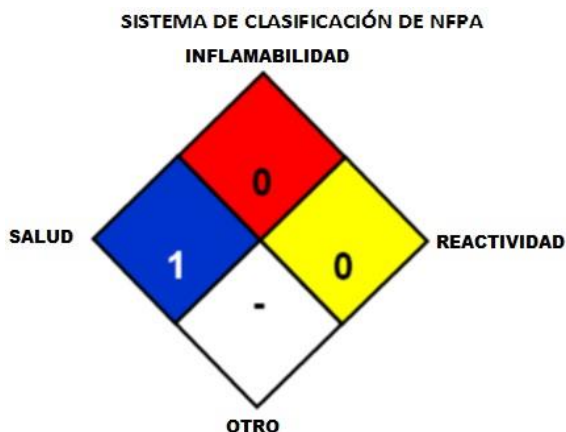 SISTEMA DE CLASIFICACIÓN DE NFPA
INFLAMABILIDAD
0
SALUD
1
0
REACTIVIDAD
-
OTRO